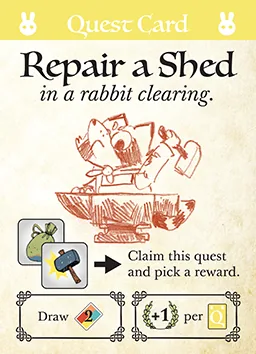 Quest Card
Repair a Shed
in a rabbit clearing.
Claim this quest
and pick a reward.
Draw 2
+1 per Q